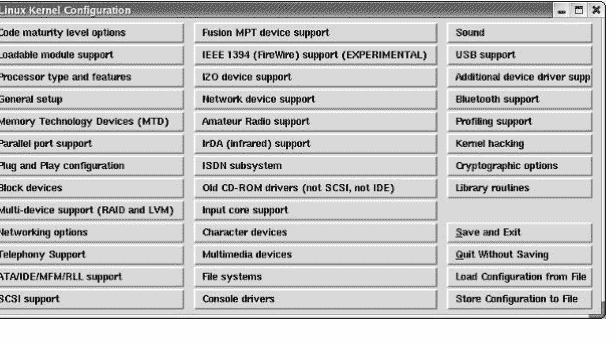 Linux Kernel Configuration
Code maturity level options
Loadable module support
Processor type and features
General setup
Memory Technology Devices (MTD)
Parallel port support
Plug and Play configuration
Block devices
Multi-device support (RAID and LVM)
Networking options
Telephony Support
ATA/IDE/MFM/RLL support
SCSI support
Fusion MPT device support
IEEE 1394 (FireWire) support (EXPERIMENTAL)
I2O device support
Network device support
Amateur Radio support
IrDA (infrared) support
ISDN subsystem
Old CD-ROM drivers (not SCSI, not IDE)
Input core support
Character devices
Multimedia devices
File systems
Console drivers
Sound
USB support
Additional device driver supp
Bluetooth support
Profiling support
Kernel hacking
Cryptographic options
Library routines
Save and Exit
Quit Without Saving
Load Configuration from File
Store Configuration to File